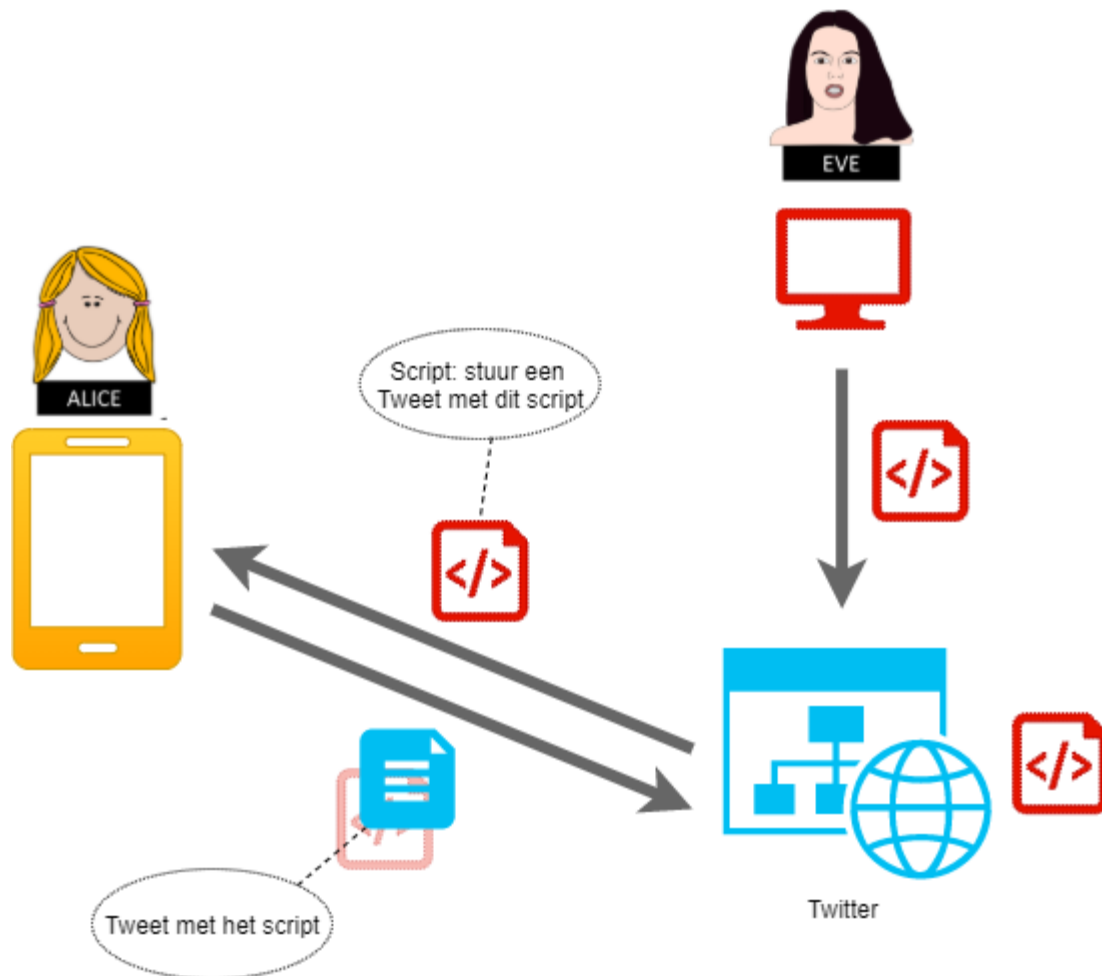 EVE
ALICE
Script: stuur een
Tweet met dit script
</>
</>
</>
</>
Tweet met het script
Twitter